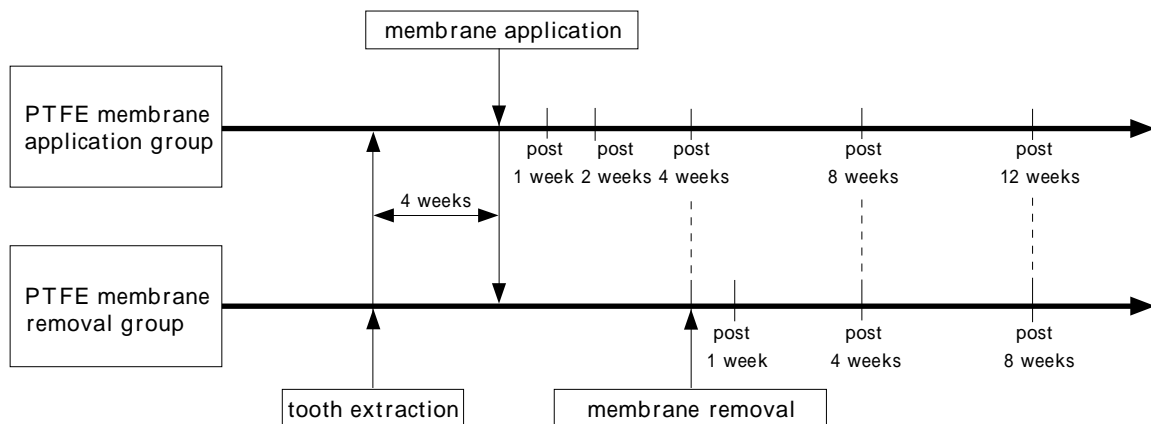 membrane application
PTFE membrane
application group
post
1 week
post
2 weeks
post
4 weeks
post
8 weeks
post
12 weeks
4 weeks
PTFE membrane
removal group
post
1 week
post
4 weeks
post
8 weeks
tooth extraction
membrane removal